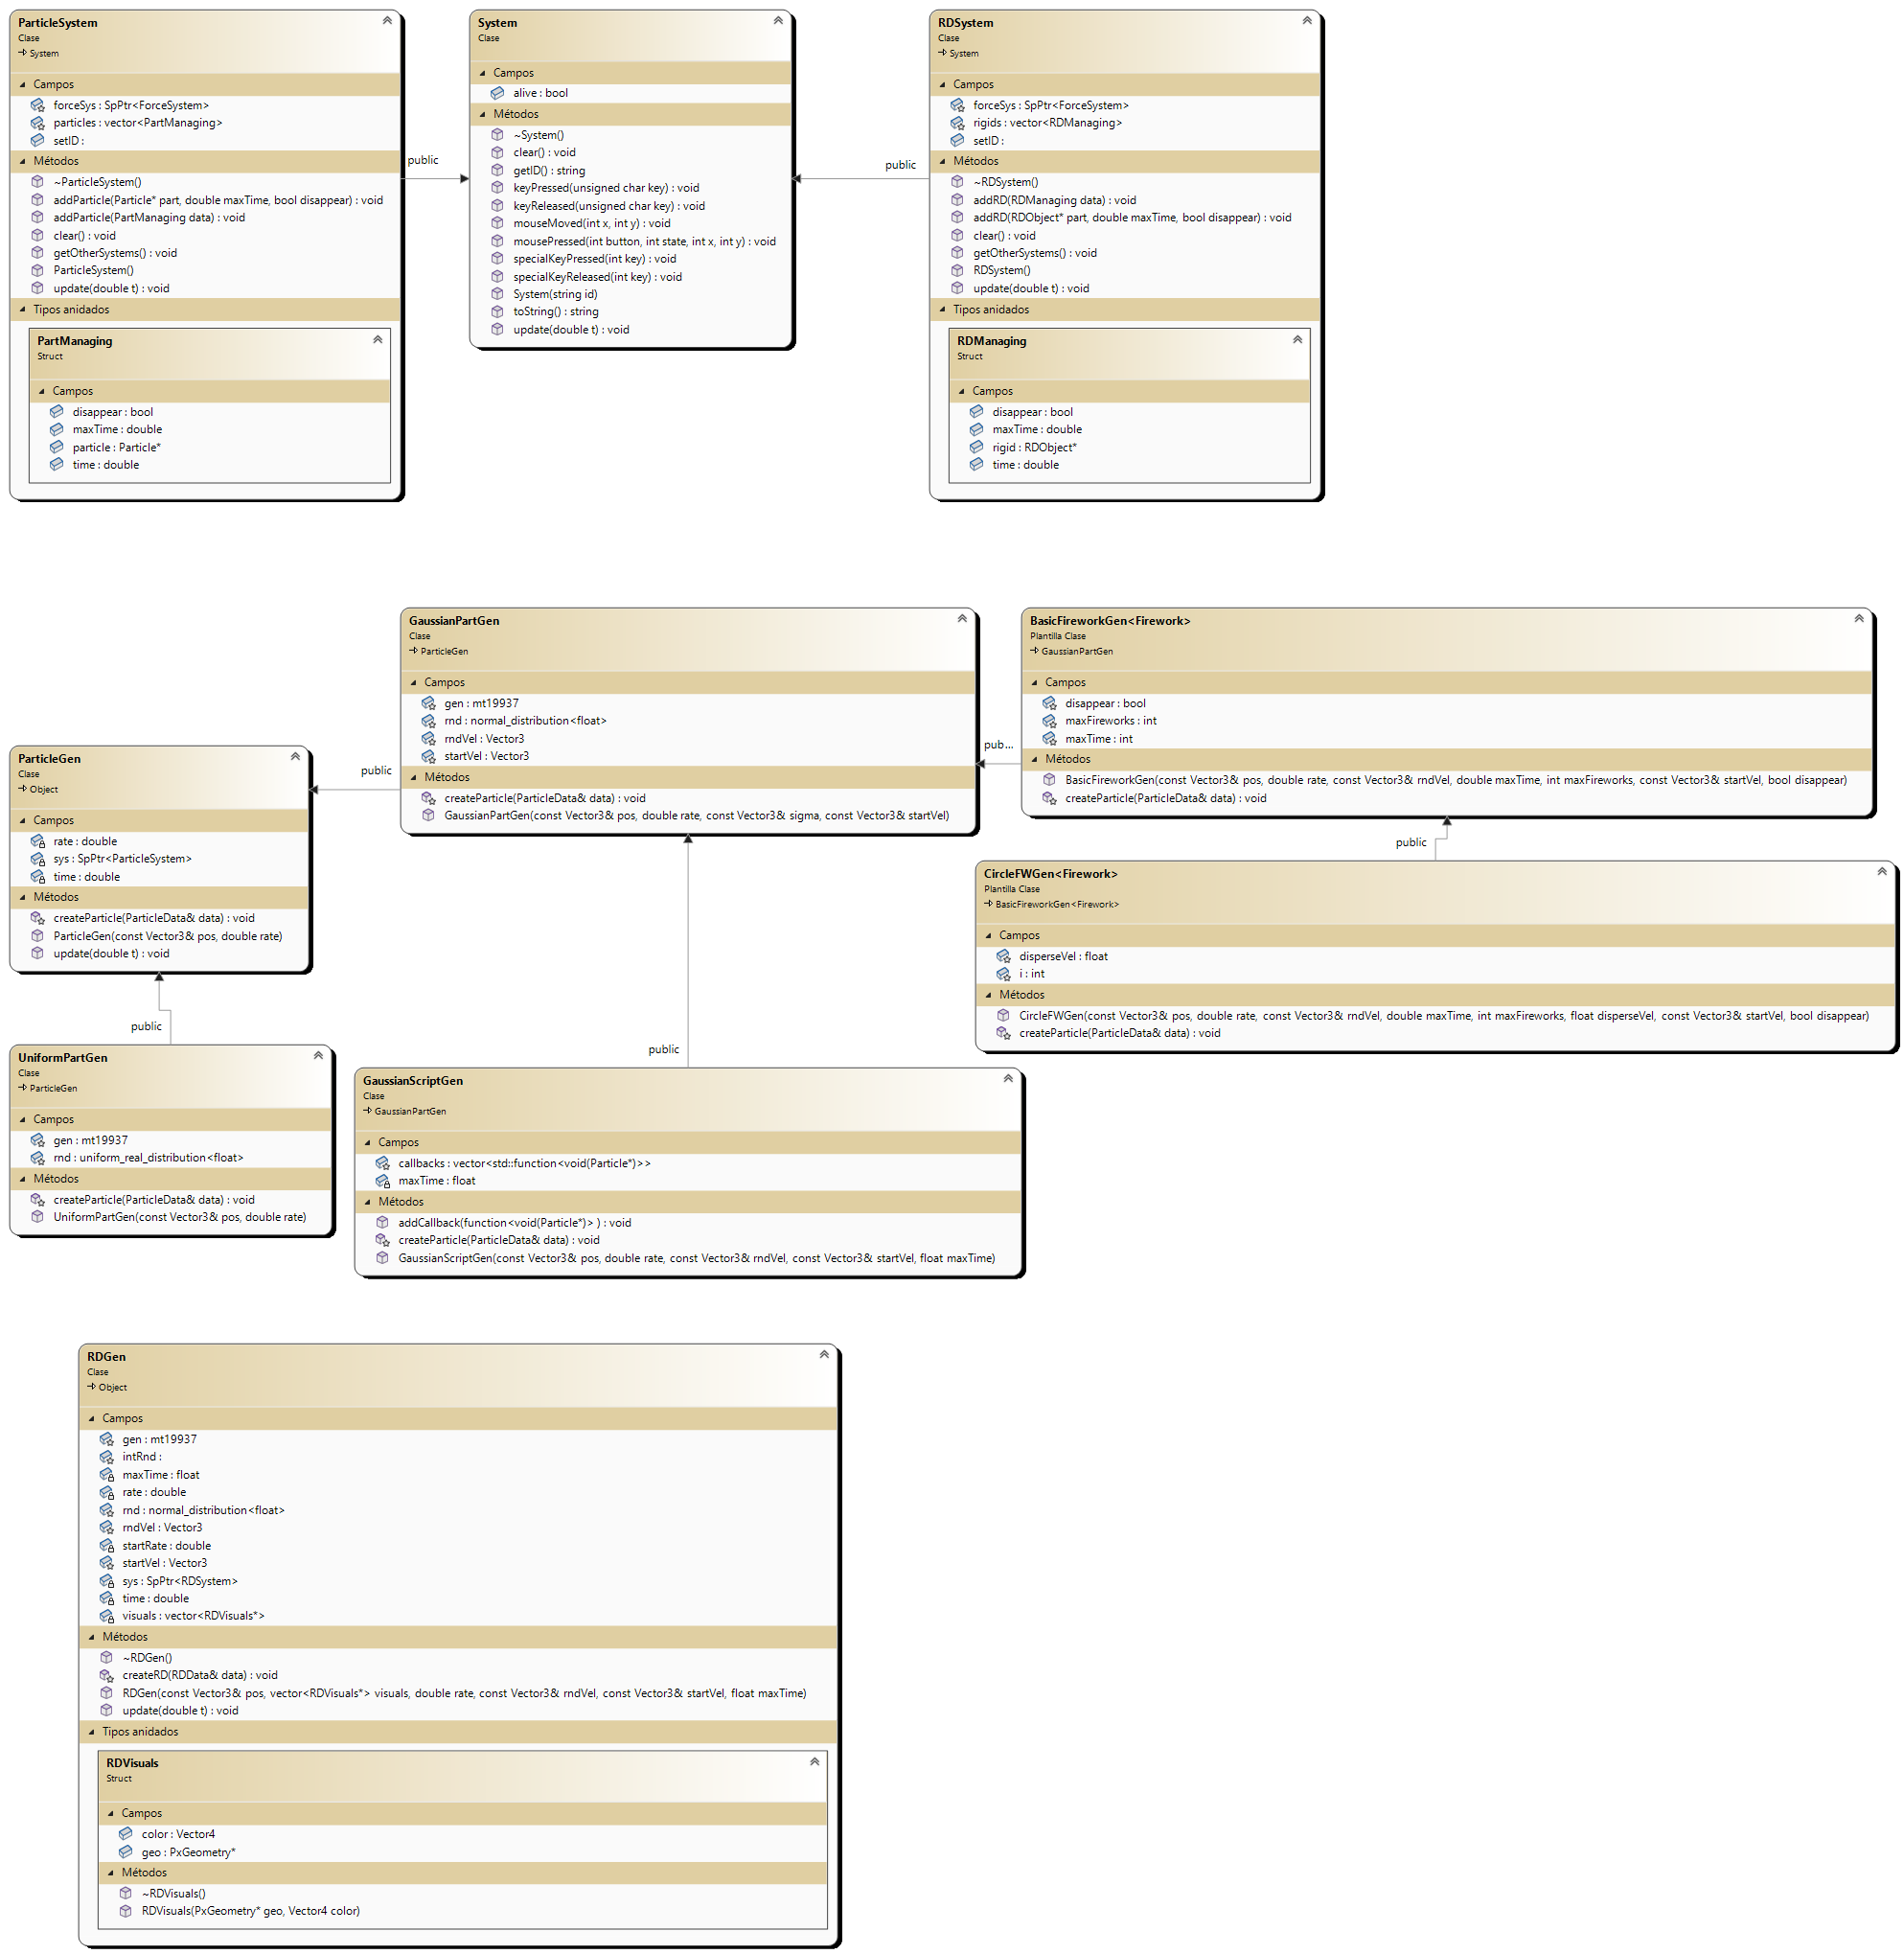 ParticleSystem
Clase
System
Campos
forceSys : SpPtr<ForceSystem>
particles : vector<PartManaging>
setID :
Métodos
~ParticleSystem()
addParticle(Particle* part, double maxTime, bool disappear) : void
addParticle(PartManaging data) : void
clear() : void
getOtherSystems() : void
ParticleSystem()
update(double t) : void
Tipos anidados
PartManaging
Struct
Campos
disappear : bool
maxTime : double
particle : Particle*
time : double
public
System
Clase
Campos
alive : bool
Métodos
~System()
clear() : void
getID() : string
keyPressed(unsigned char key) : void
keyReleased(unsigned char key) : void
mouseMoved(int x, int y) : void
mousePressed(int button, int state, int x, int y) : void
specialKeyPressed(int key) : void
specialKeyReleased(int key) : void
System(string id)
toString() : string
update(double t) : void
public
RDSystem
Clase
System
Campos
forceSys : SpPtr<ForceSystem>
rigids : vector<RDManaging>
setID :
Métodos
~RDSystem()
addRD(RDManaging data) : void
addRD(RDObject* part, double maxTime, bool disappear) : void
clear() : void
getOtherSystems() : void
RDSystem()
update(double t) : void
Tipos anidados
RDManaging
Struct
Campos
disappear : bool
maxTime : double
rigid : RDObject*
time : double
GaussianPartGen
Clase
ParticleGen
Campos
gen : mt19937
rnd : normal_distribution<float>
rndVel : Vector3
startVel : Vector3
Métodos
createParticle(ParticleData& data) : void
GaussianPartGen(const Vector3& pos, double rate, const Vector3& sigma, const Vector3& startVel)
pub...
BasicFireworkGen<Firework>
Plantilla Clase
GaussianPartGen
Campos
disappear : bool
maxFireworks : int
maxTime : int
Métodos
BasicFireworkGen(const Vector3& pos, double rate, const Vector3& rndVel, double maxTime, int maxFireworks, const Vector3& startVel, bool disappear)
createParticle(ParticleData& data) : void
public
ParticleGen
Clase
Object
Campos
rate : double
sys : SpPtr<ParticleSystem>
time : double
Métodos
createParticle(ParticleData& data) : void
ParticleGen(const Vector3& pos, double rate)
update(double t) : void
public
CircleFWGen<Firework>
Plantilla Clase
BasicFireworkGen<Firework>
Campos
disperseVel : float
i : int
Métodos
CircleFWGen(const Vector3& pos, double rate, const Vector3& rndVel, double maxTime, int maxFireworks, float disperseVel, const Vector3& startVel, bool disappear)
createParticle(ParticleData& data) : void
public
UniformPartGen
Clase
ParticleGen
Campos
gen : mt19937
rnd : uniform_real_distribution<float>
Métodos
createParticle(ParticleData& data) : void
UniformPartGen(const Vector3& pos, double rate)
public
GaussianScriptGen
Clase
GaussianPartGen
Campos
callbacks : vector<std::function<void(Particle*)>>
maxTime : float
Métodos
addCallback(function<void(Particle*)> ) : void
createParticle(ParticleData& data) : void
GaussianScriptGen(const Vector3& pos, double rate, const Vector3& rndVel, const Vector3& startVel, float maxTime)
RDGen
Clase
Object
Campos
gen : mt19937
intRnd :
maxTime : float
rate : double
rnd : normal_distribution<float>
rndVel : Vector3
startRate : double
startVel : Vector3
sys : SpPtr<RDSystem>
time : double
visuals : vector<RDVisuals*>
Métodos
~RDGen()
createRD(RDData& data) : void
RDGen(const Vector3& pos, vector<RDVisuals*> visuals, double rate, const Vector3& rndVel, const Vector3& startVel, float maxTime)
update(double t) : void
Tipos anidados
RDVisuals
Struct
Campos
color : Vector4
geo : PxGeometry*
Métodos
~RDVisuals()
RDVisuals(PxGeometry* geo, Vector4 color)